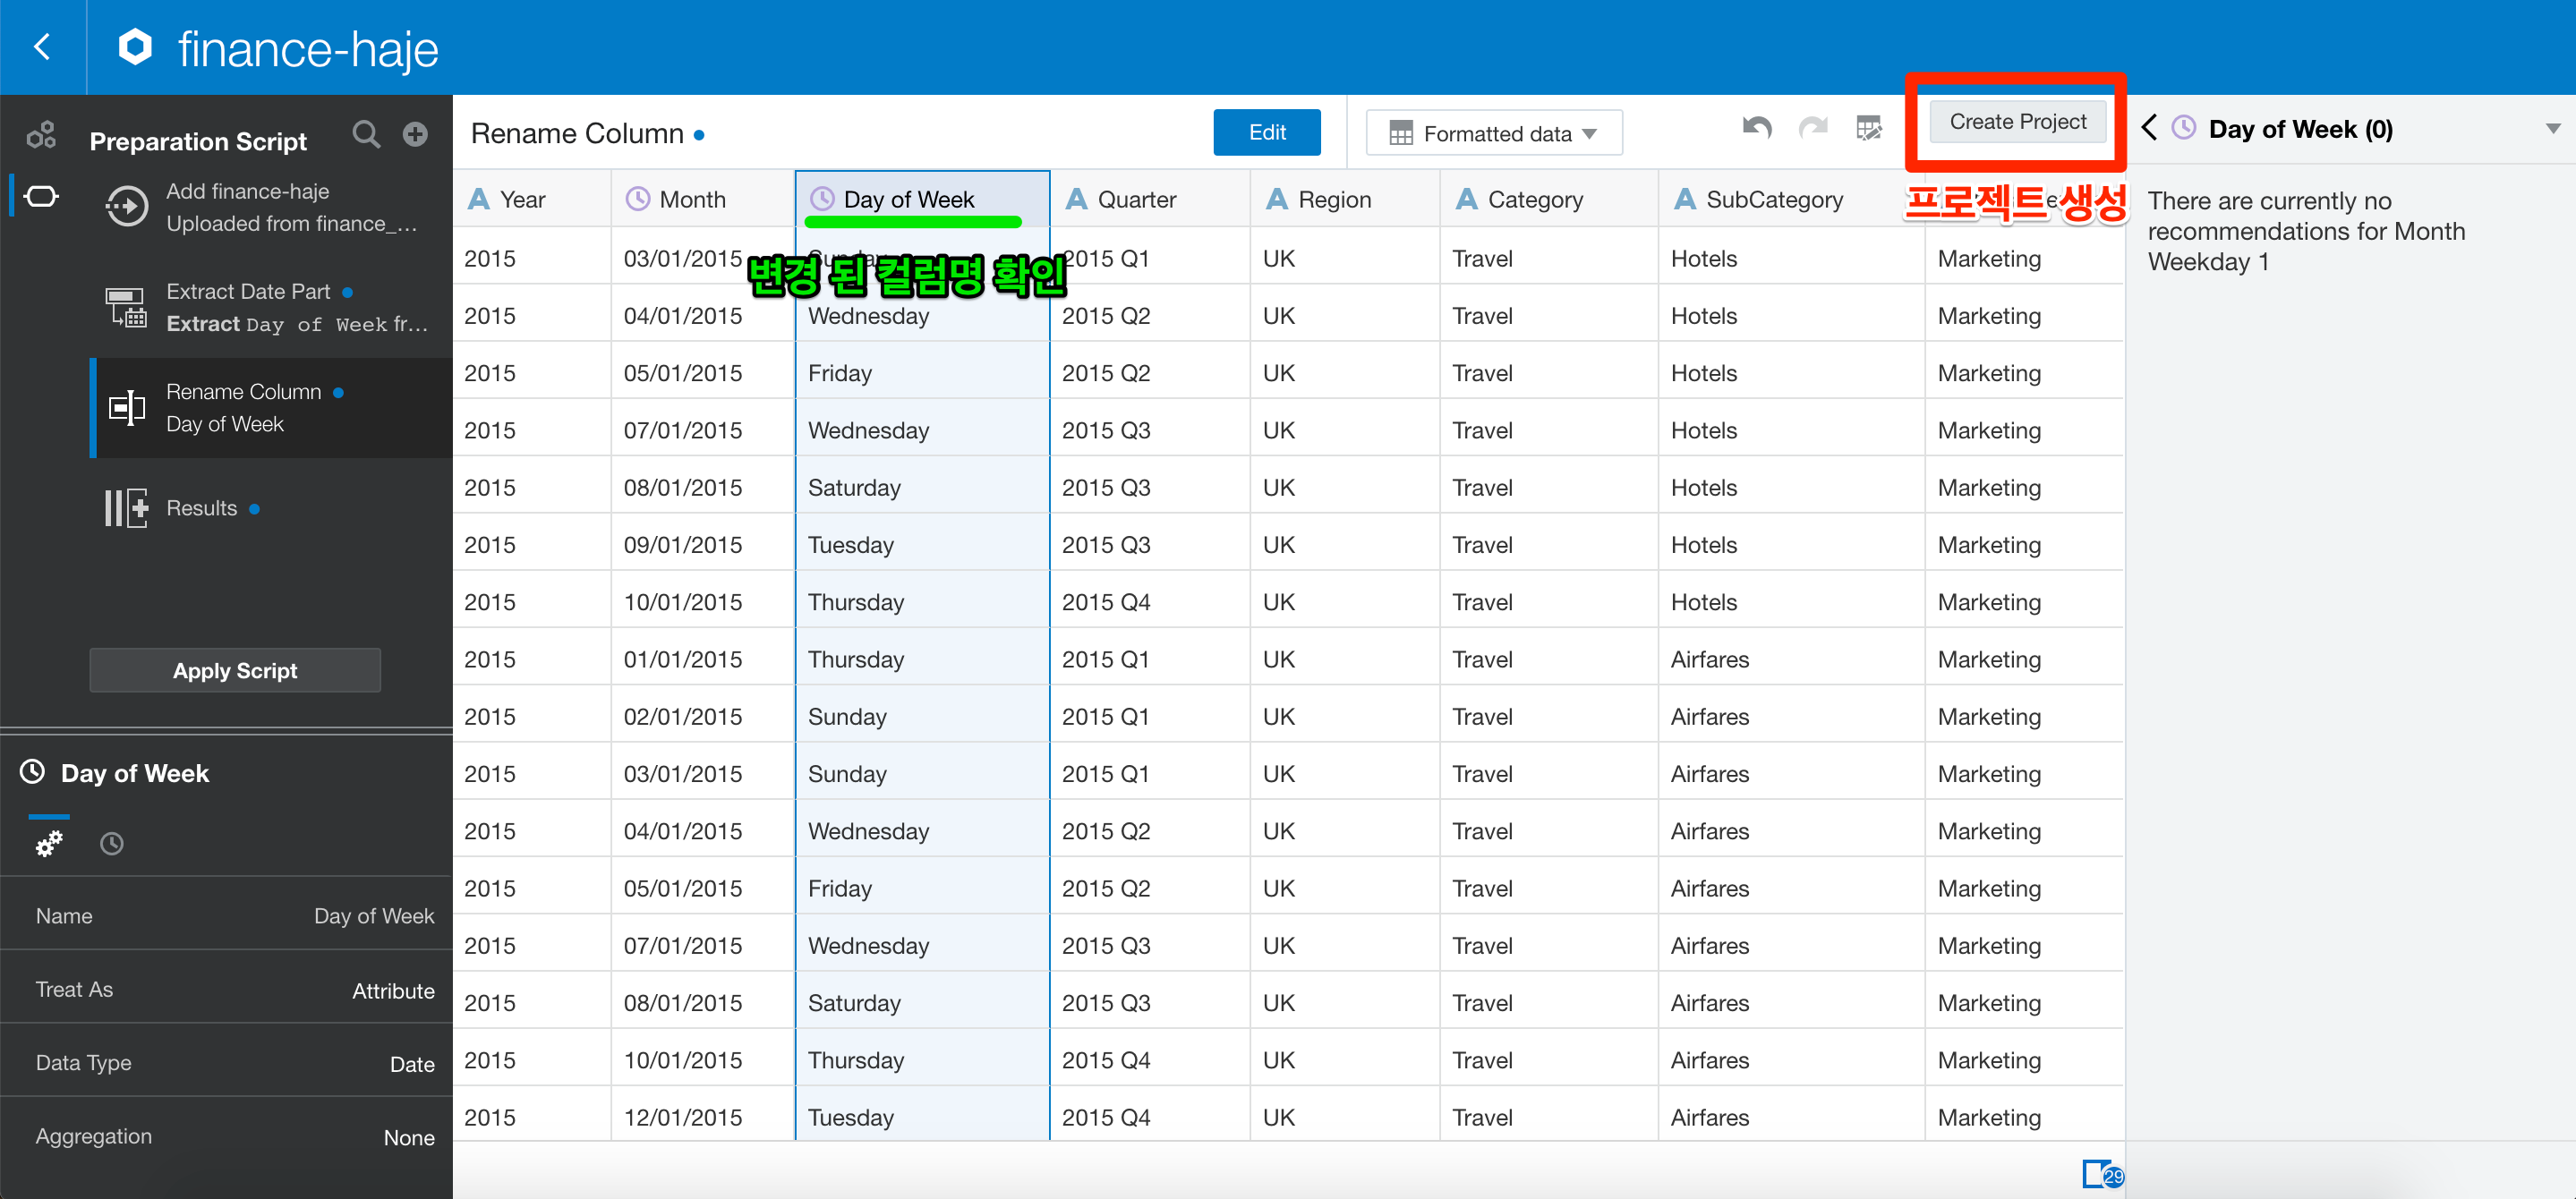 finance-haje
Preparation Script
Add finance-haje
Uploaded from finance_...
Extract Date Part
Extract Day of Week fr...
Rename Column
Day of Week
Results
Apply Script
Day of Week
Name Day of Week
Treat As Attribute
Data Type Date
Aggregation None
Rename Column
Edit
Formatted data
Create Project
프로젝트 생성
Year Month Day of Week Quarter Region Category SubCategory
변경 된 컬럼명 확인
2015 03/01/2015 Sunday 2015 Q1 UK Travel Hotels Marketing
2015 04/01/2015 Wednesday 2015 Q2 UK Travel Hotels Marketing
2015 05/01/2015 Friday 2015 Q2 UK Travel Hotels Marketing
2015 07/01/2015 Wednesday 2015 Q3 UK Travel Hotels Marketing
2015 08/01/2015 Saturday 2015 Q3 UK Travel Hotels Marketing
2015 09/01/2015 Tuesday 2015 Q3 UK Travel Hotels Marketing
2015 10/01/2015 Thursday 2015 Q4 UK Travel Hotels Marketing
2015 01/01/2015 Thursday 2015 Q1 UK Travel Airfares Marketing
2015 02/01/2015 Sunday 2015 Q1 UK Travel Airfares Marketing
2015 03/01/2015 Sunday 2015 Q1 UK Travel Airfares Marketing
2015 04/01/2015 Wednesday 2015 Q2 UK Travel Airfares Marketing
2015 05/01/2015 Friday 2015 Q2 UK Travel Airfares Marketing
2015 07/01/2015 Wednesday 2015 Q3 UK Travel Airfares Marketing
2015 08/01/2015 Saturday 2015 Q3 UK Travel Airfares Marketing
2015 10/01/2015 Thursday 2015 Q4 UK Travel Airfares Marketing
2015 12/01/2015 Tuesday 2015 Q4 UK Travel Airfares Marketing
29
Day of Week (0)
There are currently no
recommendations for Month
Weekday 1